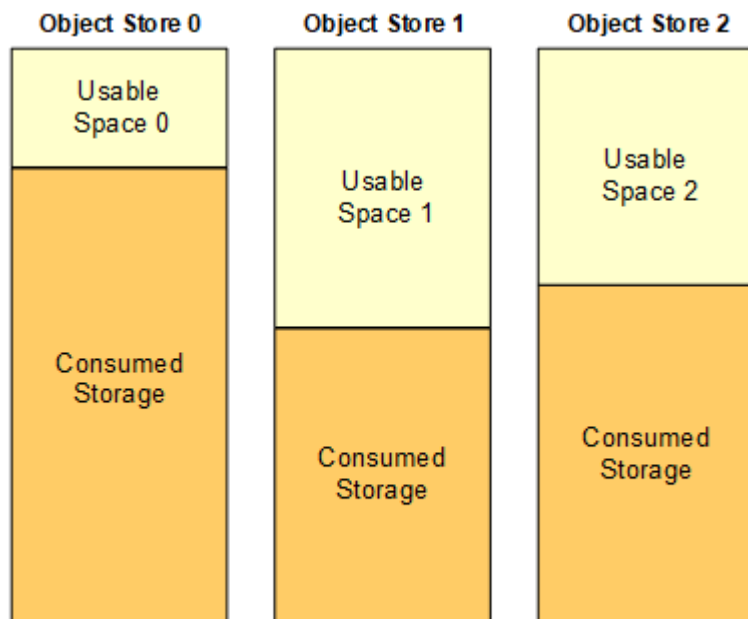 Object Store 0
Object Store 1
Object Store 2
Usable
Space 0
Usable
Space 1
Usable
Space 2
Consumed
Storage
Consumed
Storage
Consumed
Storage